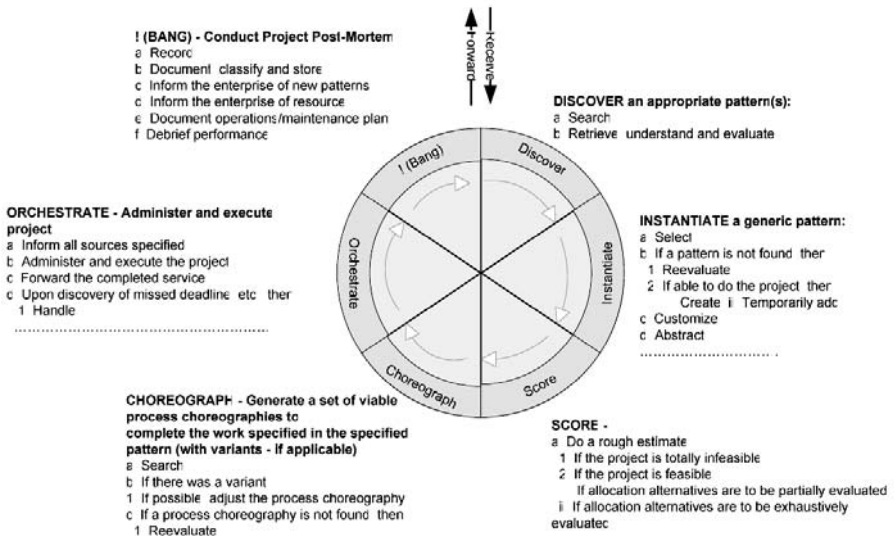 ! (BANG) - Conduct Project Post-Mortem
a Record
b Document classify and store
c Inform the enterprise of new patterns
d Inform the enterprise of resource
e Document operations/maintenance plan
f Debrief performance
Forward
Receive
DISCOVER an appropriate pattern(s):
a Search
b Retrieve understand and evaluate
! (Bang)
Discover
Instantiate
Score
Choreograph
Orchestrate
ORCHESTRATE - Administer and execute
project
a Inform all sources specified
b Administer and execute the project
c Forward the completed service
d Upon discovery of missed deadline etc then
1 Handle
INSTANTIATE a generic pattern:
a Select
b If a pattern is not found then
1 Reevaluate
2 If able to do the project then
Create ii Temporarily add
c Customize
d Abstract
CHOREOGRAPH - Generate a set of viable
process choreographies to
complete the work specified in the specified
pattern (with variants - if applicable)
a Search
b If there was a variant
1 If possible adjust the process choreography
c If a process choreography is not found then
1 Reevaluate
SCORE -
a Do a rough estimate
1 If the project is totally infeasible
2 If the project is feasible
If allocation alternatives are to be partially evaluated
ii If allocation alternatives are to be exhaustively
evaluated